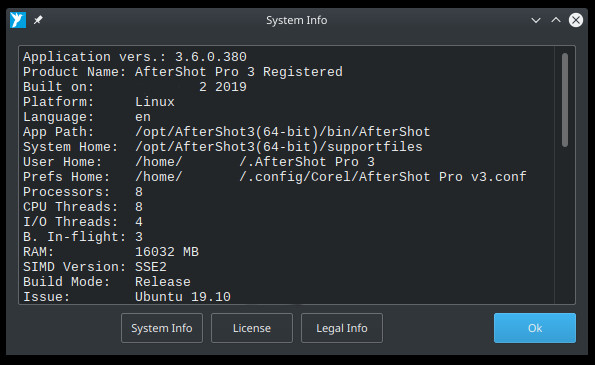 System Info
Application vers.: 3.6.0.380
Product Name: AfterShot Pro 3 Registered
Built on: 2 2019
Platform: Linux
Language: en
App Path: /opt/AfterShot3(64-bit)/bin/AfterShot
System Home: /opt/AfterShot3(64-bit)/supportfiles
User Home: /home/ /.AfterShot Pro 3
Prefs Home: /home/ /.config/Corel/AfterShot Pro v3.conf
Processors: 8
CPU Threads: 8
I/O Threads: 4
B. In-flight: 3
RAM: 16032 MB
SIMD Version: SSE2
Build Mode: Release
Issue: Ubuntu 19.10
System Info License Legal Info Ok